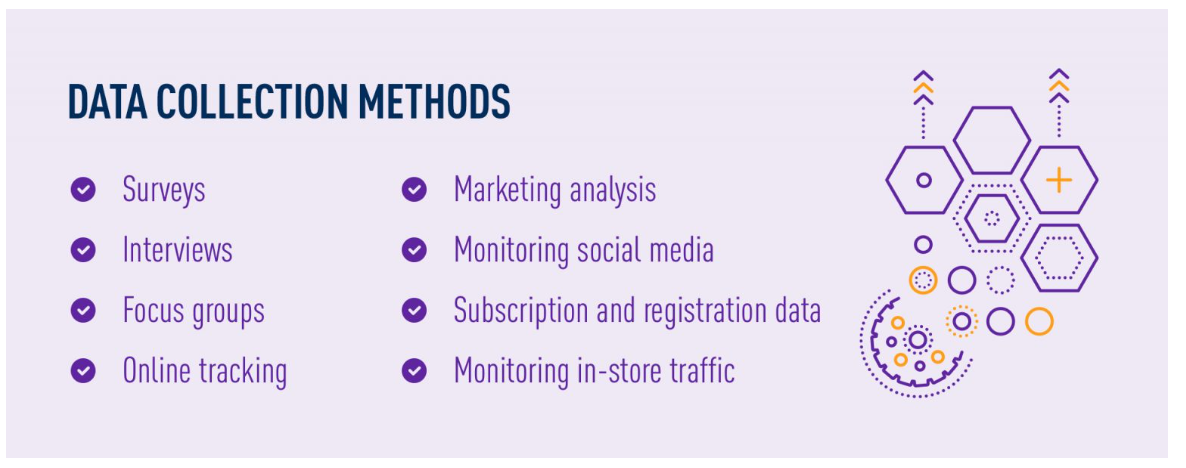 DATA COLLECTION METHODS
Surveys
Interviews
Focus groups
Online tracking
Marketing analysis
Monitoring social media
Subscription and registration data
Monitoring in-store traffic